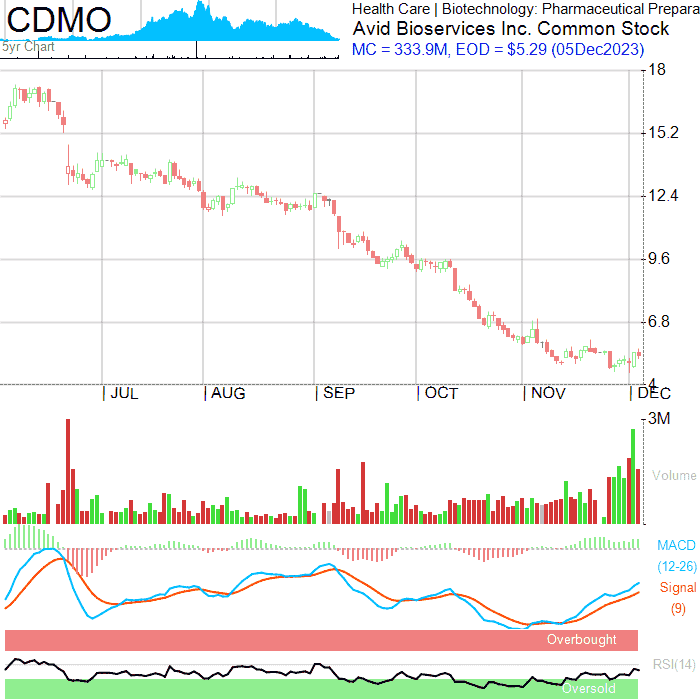 CDMO
5yr Chart
Health Care | Biotechnology: Pharmaceutical Prepara
Avid Bioservices Inc. Common Stock
MC = 333.9M, EOD = $5.29 (05Dec2023)
18
15.2
12.4
9.6
6.8
4
| JUL | AUG | SEP | OCT | NOV | DEC
3M
Volume
MACD
(12-26)
Signal
(9)
Overbought
RSI(14)
Oversold